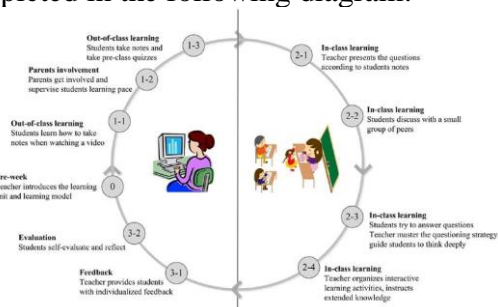 picted in the following diagram.
Out-of-class learning
Students take notes and
take pre-class quizzes
1-3
Parents involvement
Parents get involved and
supervise students learning pace
1-2
Out-of-class learning
Students learn how to take
notes when watching a video
1-1
re-week
eacher introduces the learning
nit and learning model
0
Evaluation
Students self-evaluate and reflect
3-2
Feedback
Teacher provides students
with individualized feedback
3-1
2-1
In-class learning
Teacher presents the questions
according to students notes
2-2
In-class learning
Students discuss with a small
group of peers
2-3
In-class learning
Students try to answer questions
Teacher master the questioning strategy
guide students to think deeply
2-4
In-class learning
Teacher organizes interactive
learning activities, instructs
extended knowledge